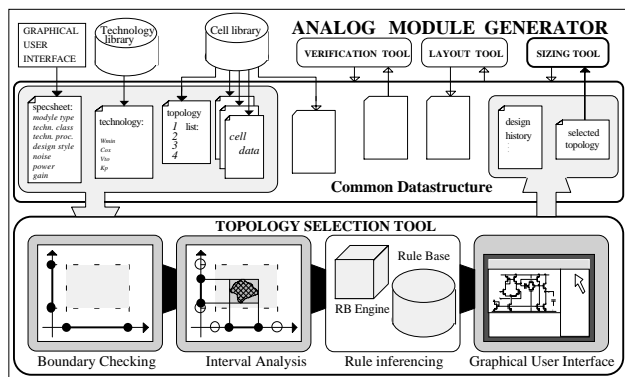 GRAPHICAL
USER
INTERFACE
Technology
library
Cell library
ANALOG MODULE GENERATOR
VERIFICATION TOOL
LAYOUT TOOL
SIZING TOOL
specsheet:
modyle type
techn. class
techn. proc.
design style
noise
power
gain
technology:
Wmin
Cox
Vto
Kp
topology
list:
1
2
3
4
cell
data
design
history
:
selected
topology
Common Datastructure
TOPOLOGY SELECTION TOOL
Boundary Checking
Interval Analysis
RB Engine
Rule Base
Rule inferencing
Graphical User Interface